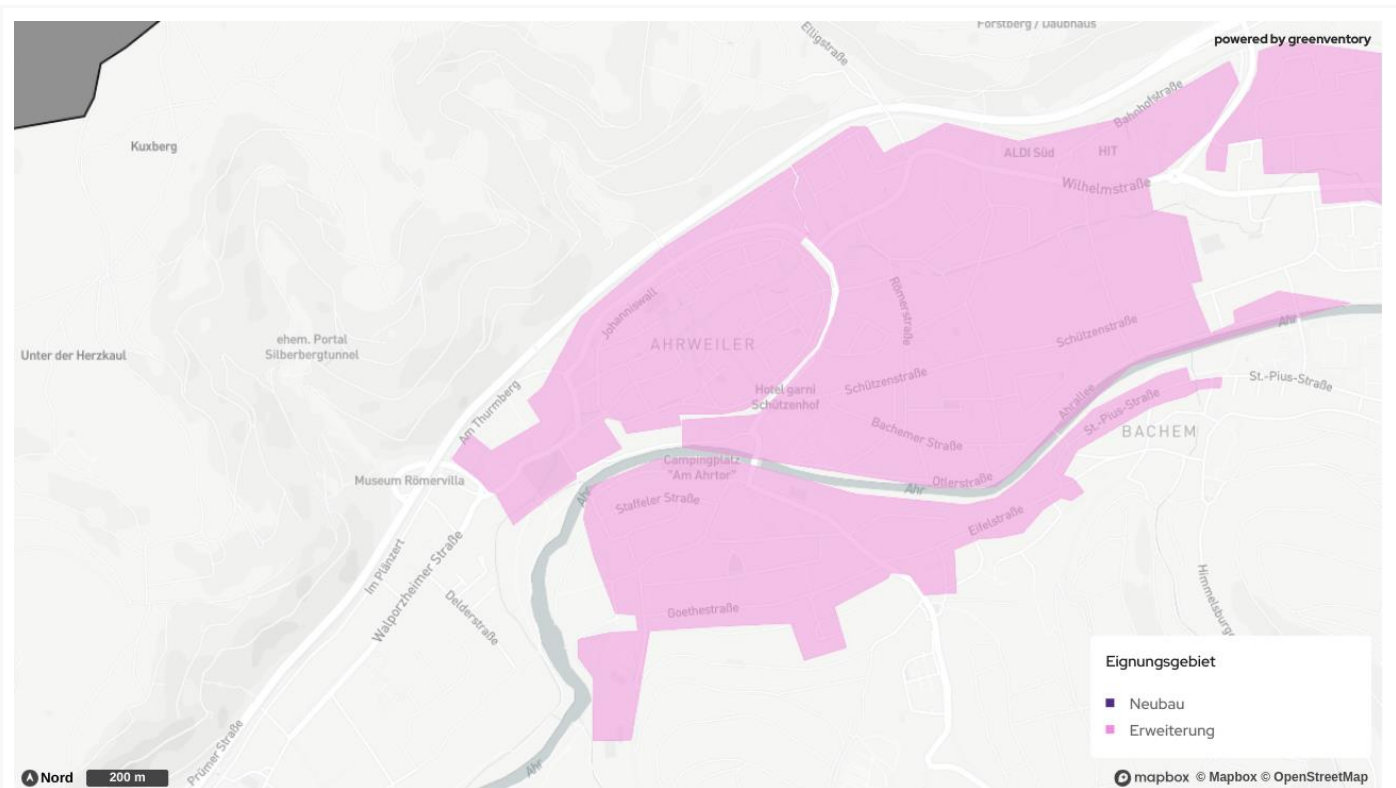 Forstberg / Daubhaus
Elligstraße
powered by greenventory
Bahnhofstraße
Kuxberg
ALDI Süd
HIT
Wilhelmstraße
Römerstraße
Johanniswall
ehem. Portal
Silberbergtunnel
Unter der Herzkaul
AHRWEILER
Schützenstraße
Ahr
Schützenstraße
St.-Pius-Straße
Hotel garni
Schützenhof
Am Thurmberg
Ahrallee
St.-Pius-Straße
BACHEM
Bachemer Straße
Campingplatz
"Am Ahrtor"
Museum Römervilla
Otlerstraße
Ahr
Ahr
Staffeler Straße
Eifelstraße
Im Plänzert
Walporzheimer Straße
Delderstraße
Goethestraße
Himmelsburger
Eignungsgebiet
Neubau
Erweiterung
Prümer Straße
Ahr
Nord
200 m
mapbox © Mapbox © OpenStreetMap